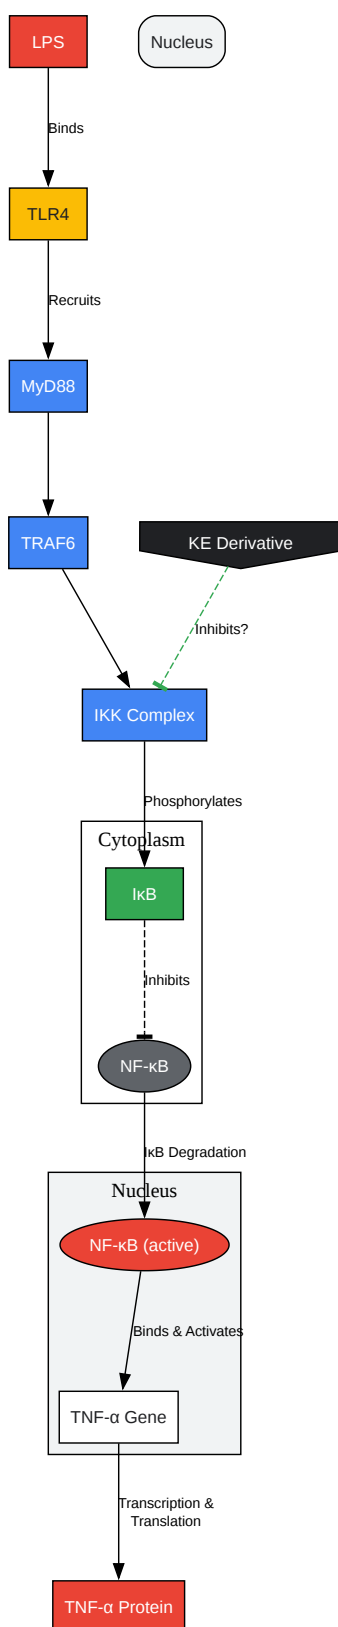 LPS
Nucleus
Binds
TLR4
Recruits
MyD88
TRAF6
KE Derivative
Inhibits?
IKK Complex
Phosphorylates
Cytoplasm
IκB
Inhibits
NF-κB
IκB Degradation
Nucleus
NF-κB (active)
Binds & Activates
TNF-α Gene
Transcription &
Translation
TNF-α Protein